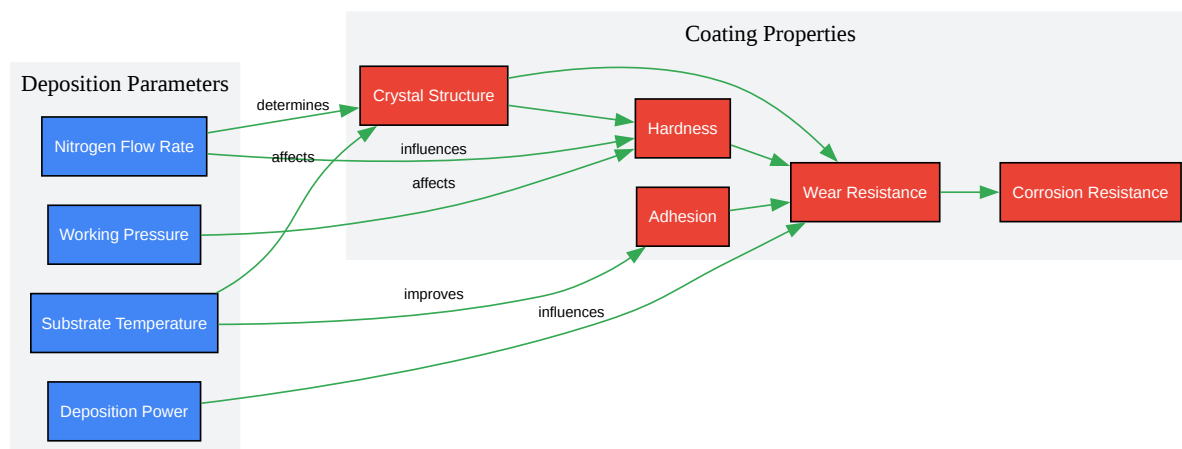 Coating Properties
Deposition Parameters
Crystal Structure
determines
Nitrogen Flow Rate
Hardness
influences
affects
affects
Working Pressure
Adhesion
Wear Resistance
Corrosion Resistance
improves
influences
Substrate Temperature
Deposition Power